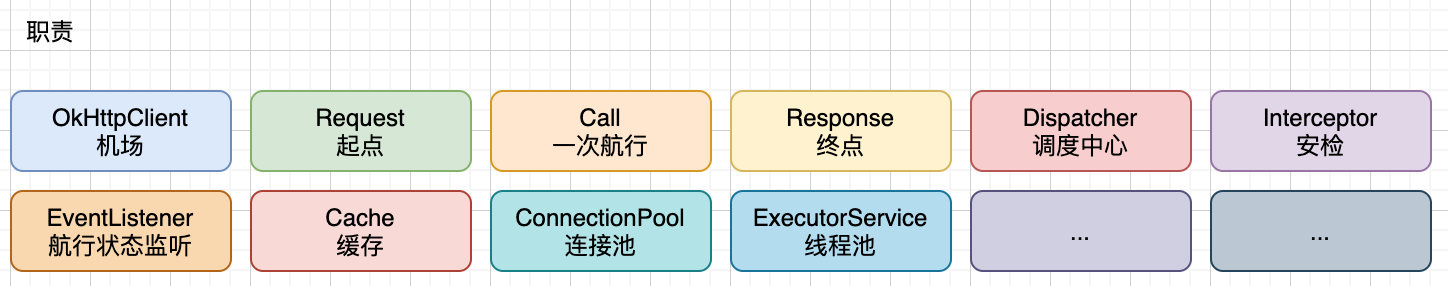 职责
OkHttpClient
机场
Request
起点
Call
一次航行
Response
终点
Dispatcher
调度中心
Interceptor
安检
EventListener
航行状态监听
Cache
缓存
ConnectionPool
连接池
ExecutorService
线程池
...
...